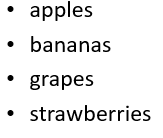 • apples
• bananas
• grapes
• strawberries